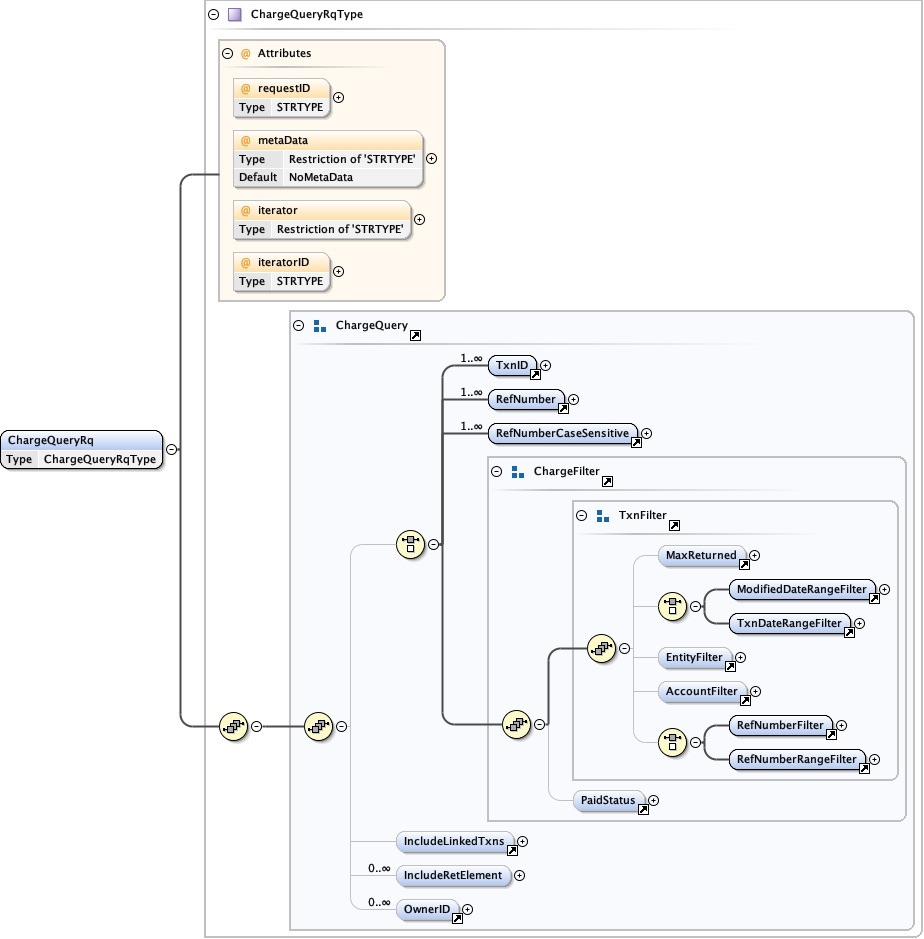 ChargeQueryRqType
@ Attributes
@ requestID
Type STRTYPE
@ metaData
Type Restriction of 'STRTYPE'
Default NoMetaData
@ iterator
Type Restriction of 'STRTYPE'
@ iteratorID
Type STRTYPE
ChargeQuery
1..∞ TxnID
1..∞ RefNumber
1..∞ RefNumberCaseSensitive
ChargeQueryRq
Type ChargeQueryRqType
ChargeFilter
TxnFilter
MaxReturned
ModifiedDateRangeFilter
TxnDateRangeFilter
EntityFilter
AccountFilter
RefNumberFilter
RefNumberRangeFilter
PaidStatus
IncludeLinkedTxns
0..∞ IncludeRetElement
0..∞ OwnerID